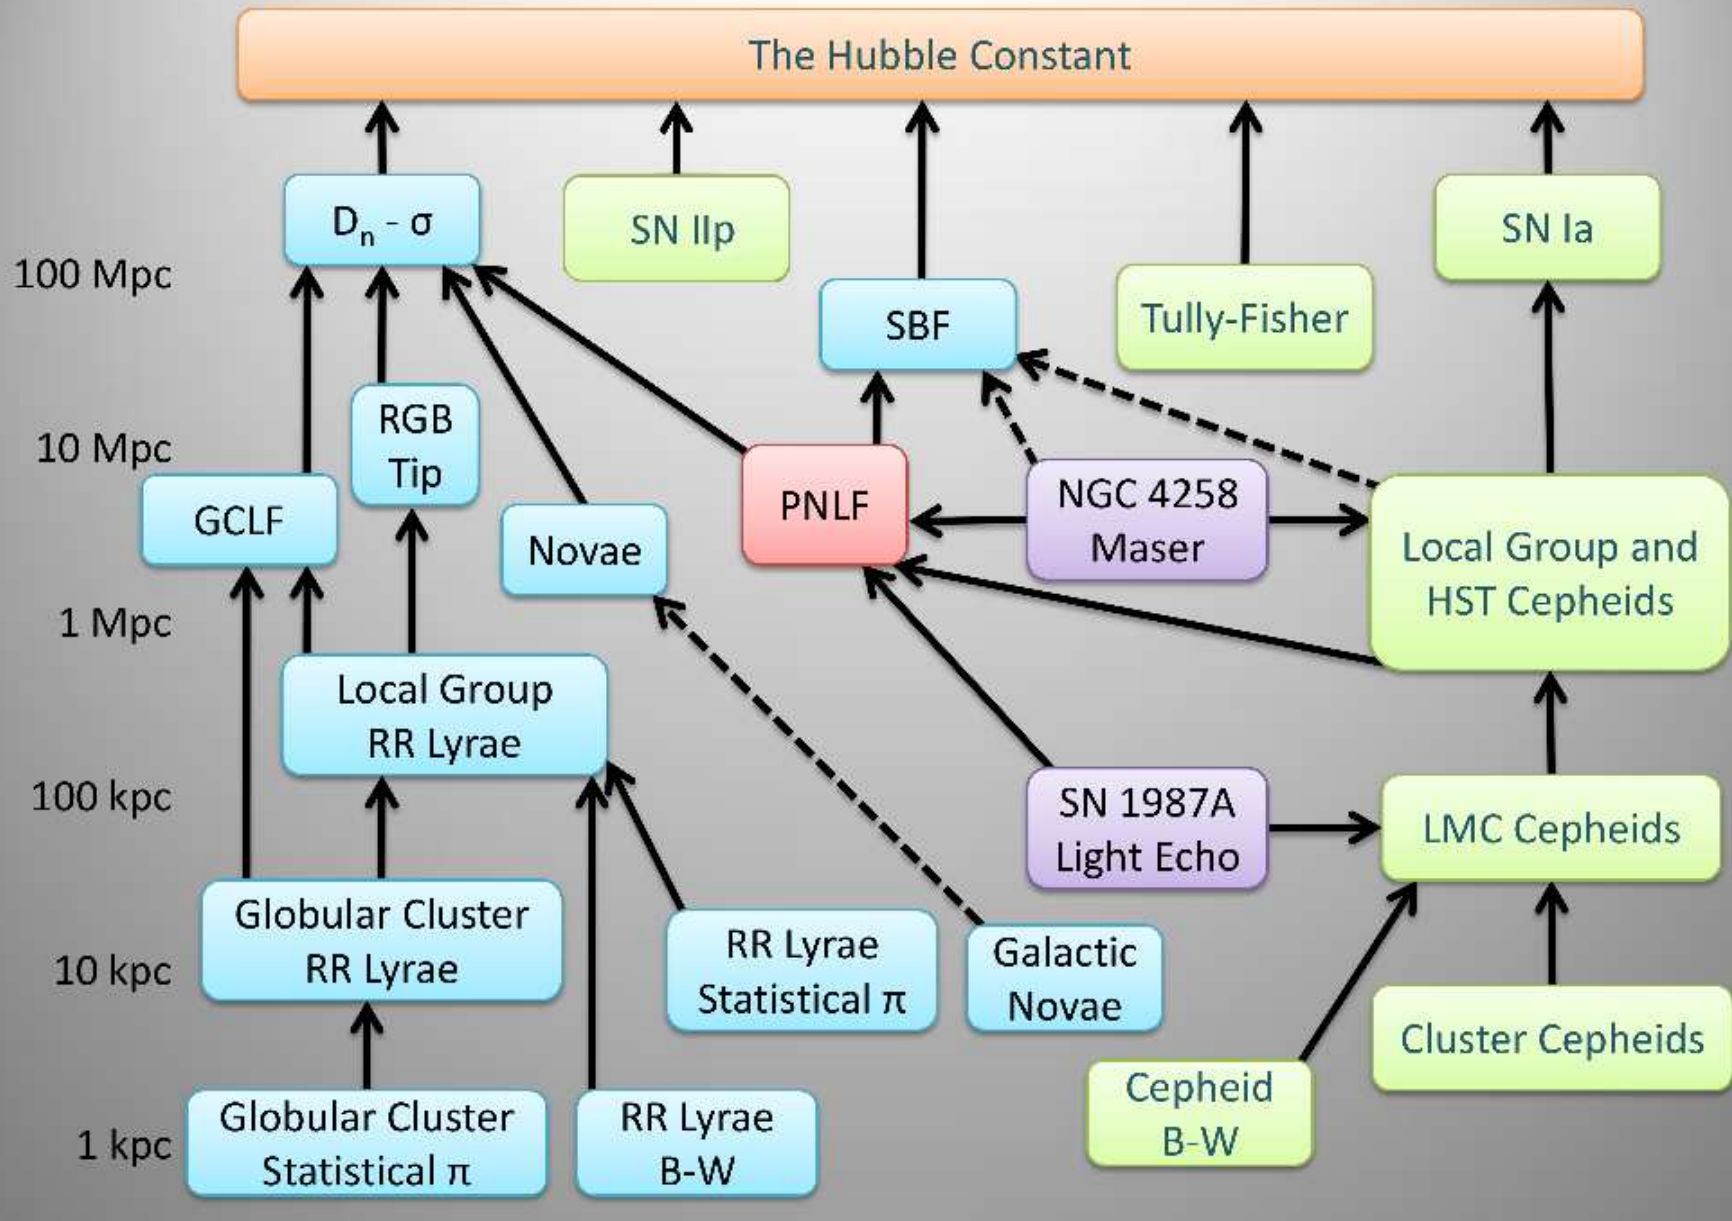 The Hubble Constant
Dn - σ
SN IIp
SN Ia
100 Mpc
SBF
Tully-Fisher
RGB
Tip
10 Mpc
GCLF
Novae
PNLF
NGC 4258
Maser
Local Group and
HST Cepheids
1 Mpc
Local Group
RR Lyrae
100 kpc
SN 1987A
Light Echo
LMC Cepheids
Globular Cluster
RR Lyrae
10 kpc
RR Lyrae
Statistical π
Galactic
Novae
Cluster Cepheids
Cepheid
B-W
1 kpc
Globular Cluster
Statistical π
RR Lyrae
B-W